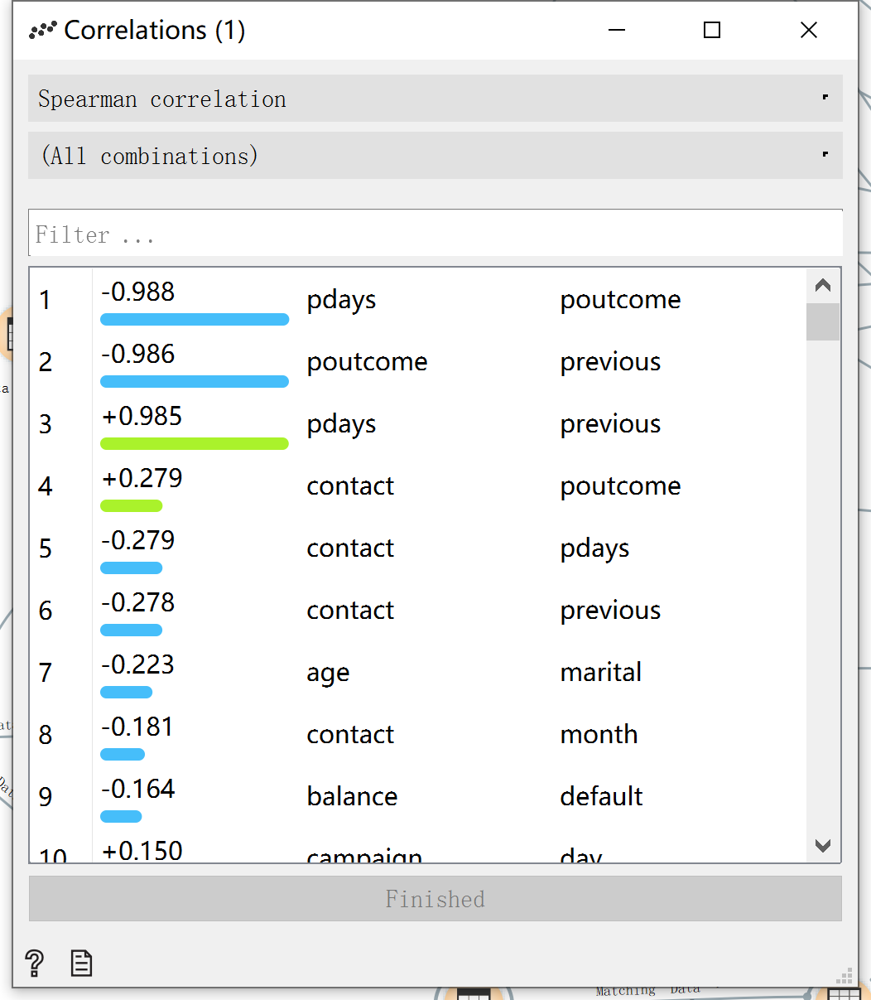 Correlations (1)
Spearman correlation
(All combinations)
Filter ...
1 -0.988 pdays poutcome
2 -0.986 poutcome previous
3 +0.985 pdays previous
4 +0.279 contact poutcome
5 -0.279 contact pdays
6 -0.278 contact previous
7 -0.223 age marital
8 -0.181 contact month
9 -0.164 balance default
10 +0.150 campaign day
Finished
Matching Data